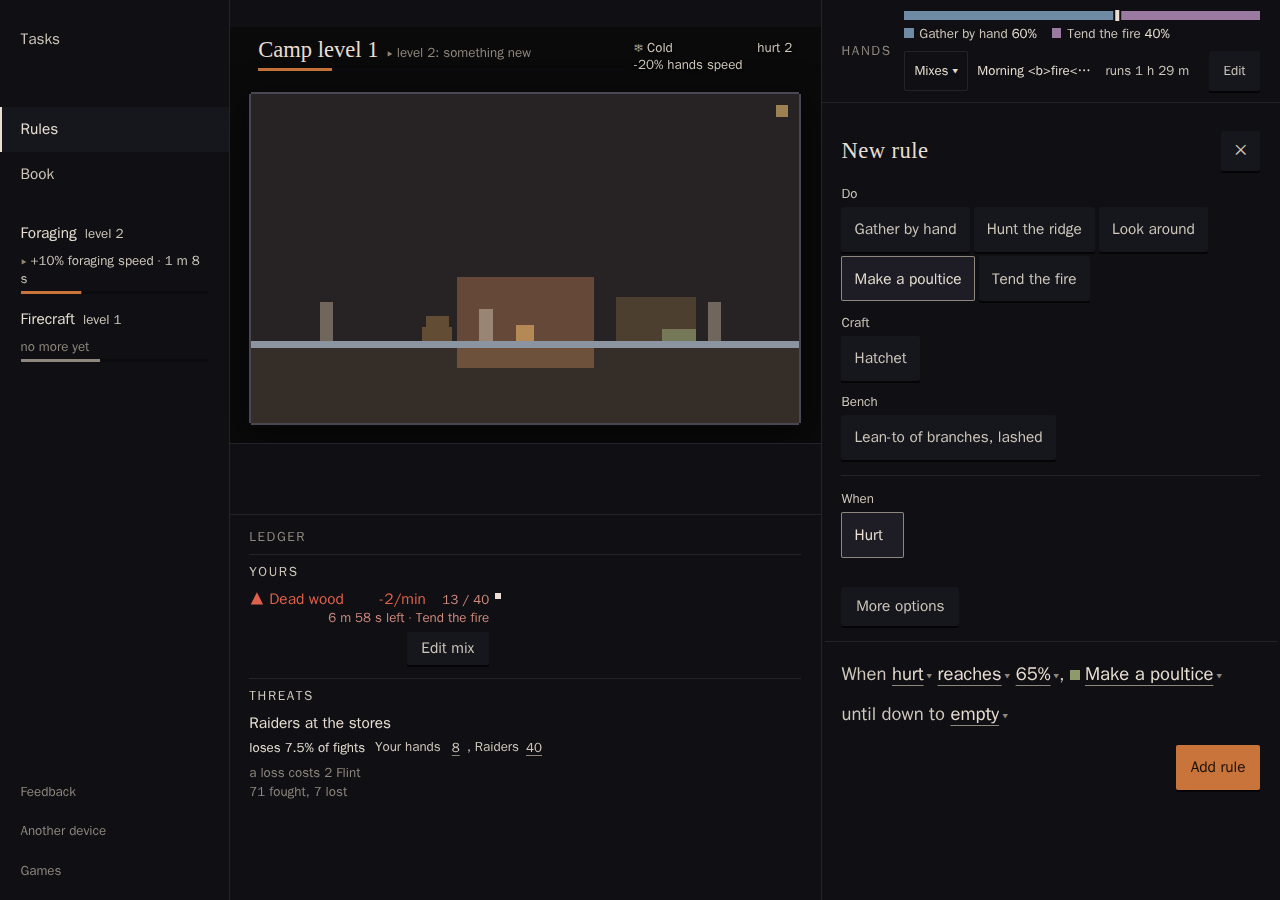 Tasks
Rules
Book
Foraging level 2
▸ +10% foraging speed · 1 m 8 s
Firecraft level 1
no more yet
Feedback
Another device
Games
Camp level 1 ▸ level 2: something new
❄ Cold
-20% hands speed
hurt 2
LEDGER
YOURS
▲ Dead wood -2/min 13 / 40
6 m 58 s left · Tend the fire
Edit mix
THREATS
Raiders at the stores
loses 7.5% of fights Your hands 8 , Raiders 40
a loss costs 2 Flint
71 fought, 7 lost
HANDS
Gather by hand 60% Tend the fire 40%
Mixes ▾ Morning <b>fire<⋯ runs 1 h 29 m Edit
New rule ×
Do
Gather by hand Hunt the ridge Look around
Make a poultice Tend the fire
Craft
Hatchet
Bench
Lean-to of branches, lashed
When
Hurt
More options
When hurt ▾ reaches ▾ 65% ▾, Make a poultice ▾
until down to empty ▾
Add rule